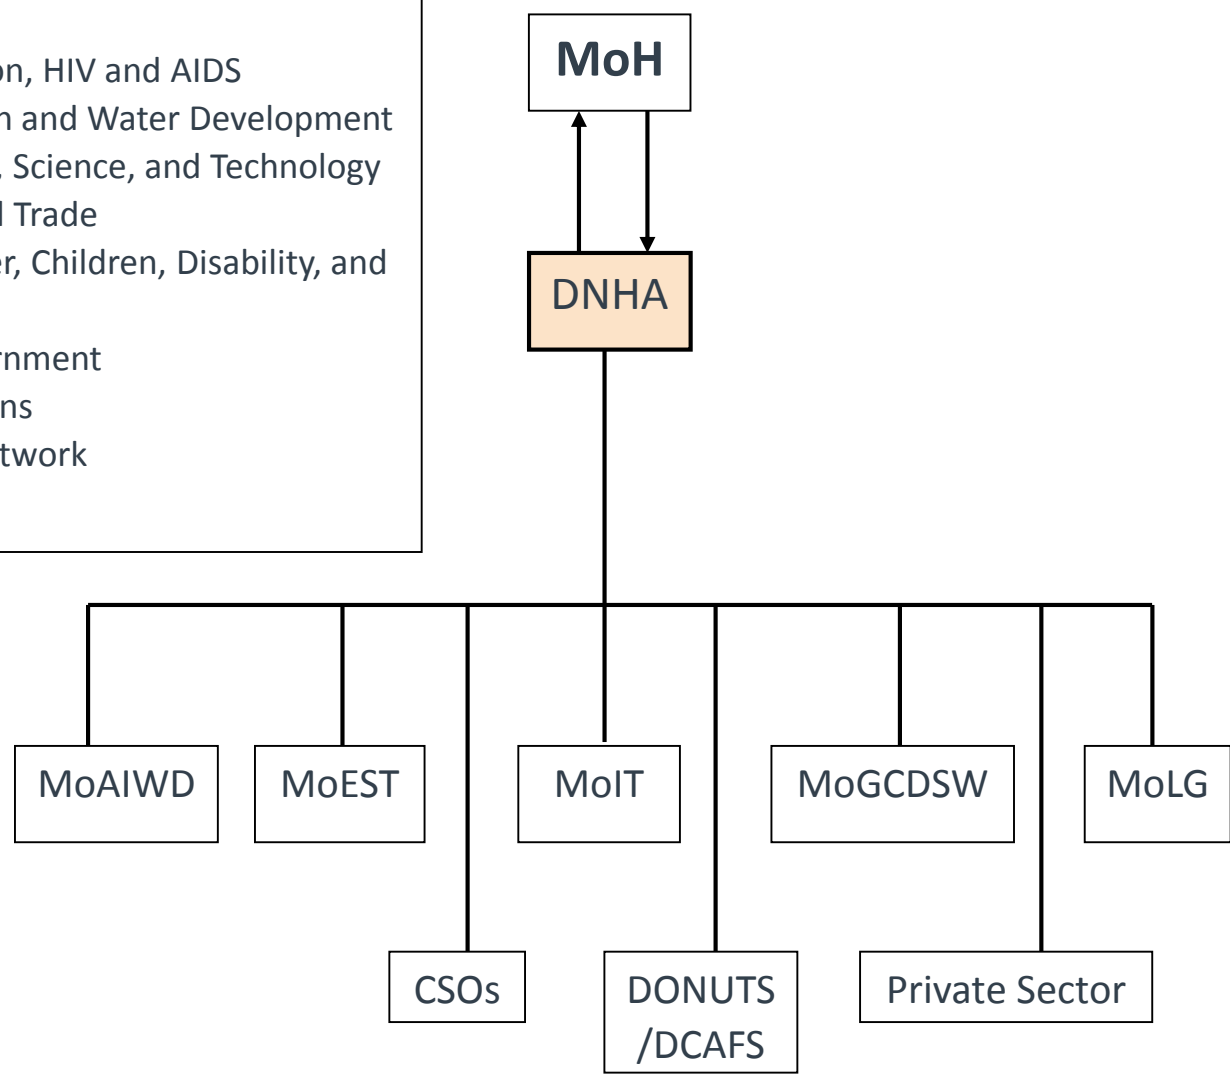 on, HIV and AIDS
n and Water Development
, Science, and Technology
d Trade
er, Children, Disability, and
rnment
ns
twork
MoH
DNHA
MoAIWD
MoEST
MoIT
MoGCDSW
MoLG
CSOs
DONUTS
/DCAFS
Private Sector